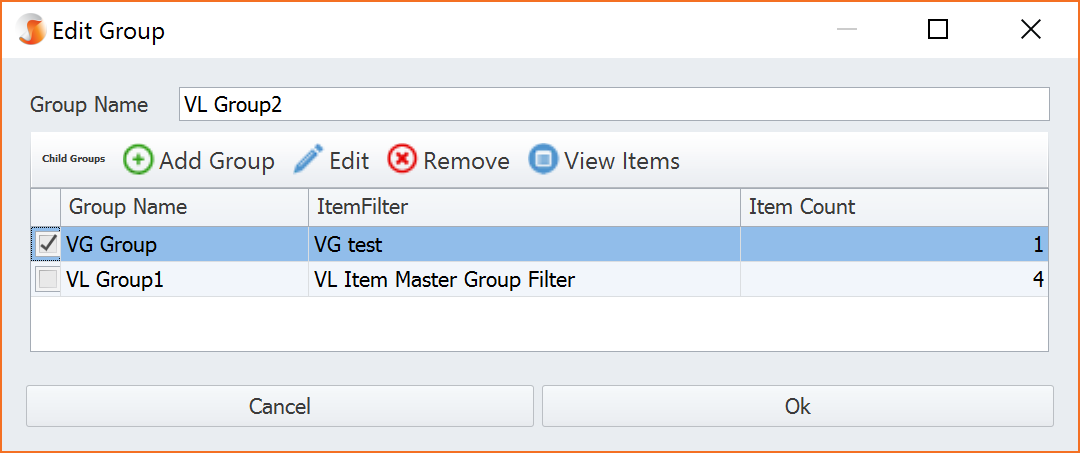 Edit Group
Group Name VL Group2
Child Groups Add Group Edit Remove View Items
Group Name ItemFilter Item Count
VG Group VG test 1
VL Group1 VL Item Master Group Filter 4
Cancel Ok